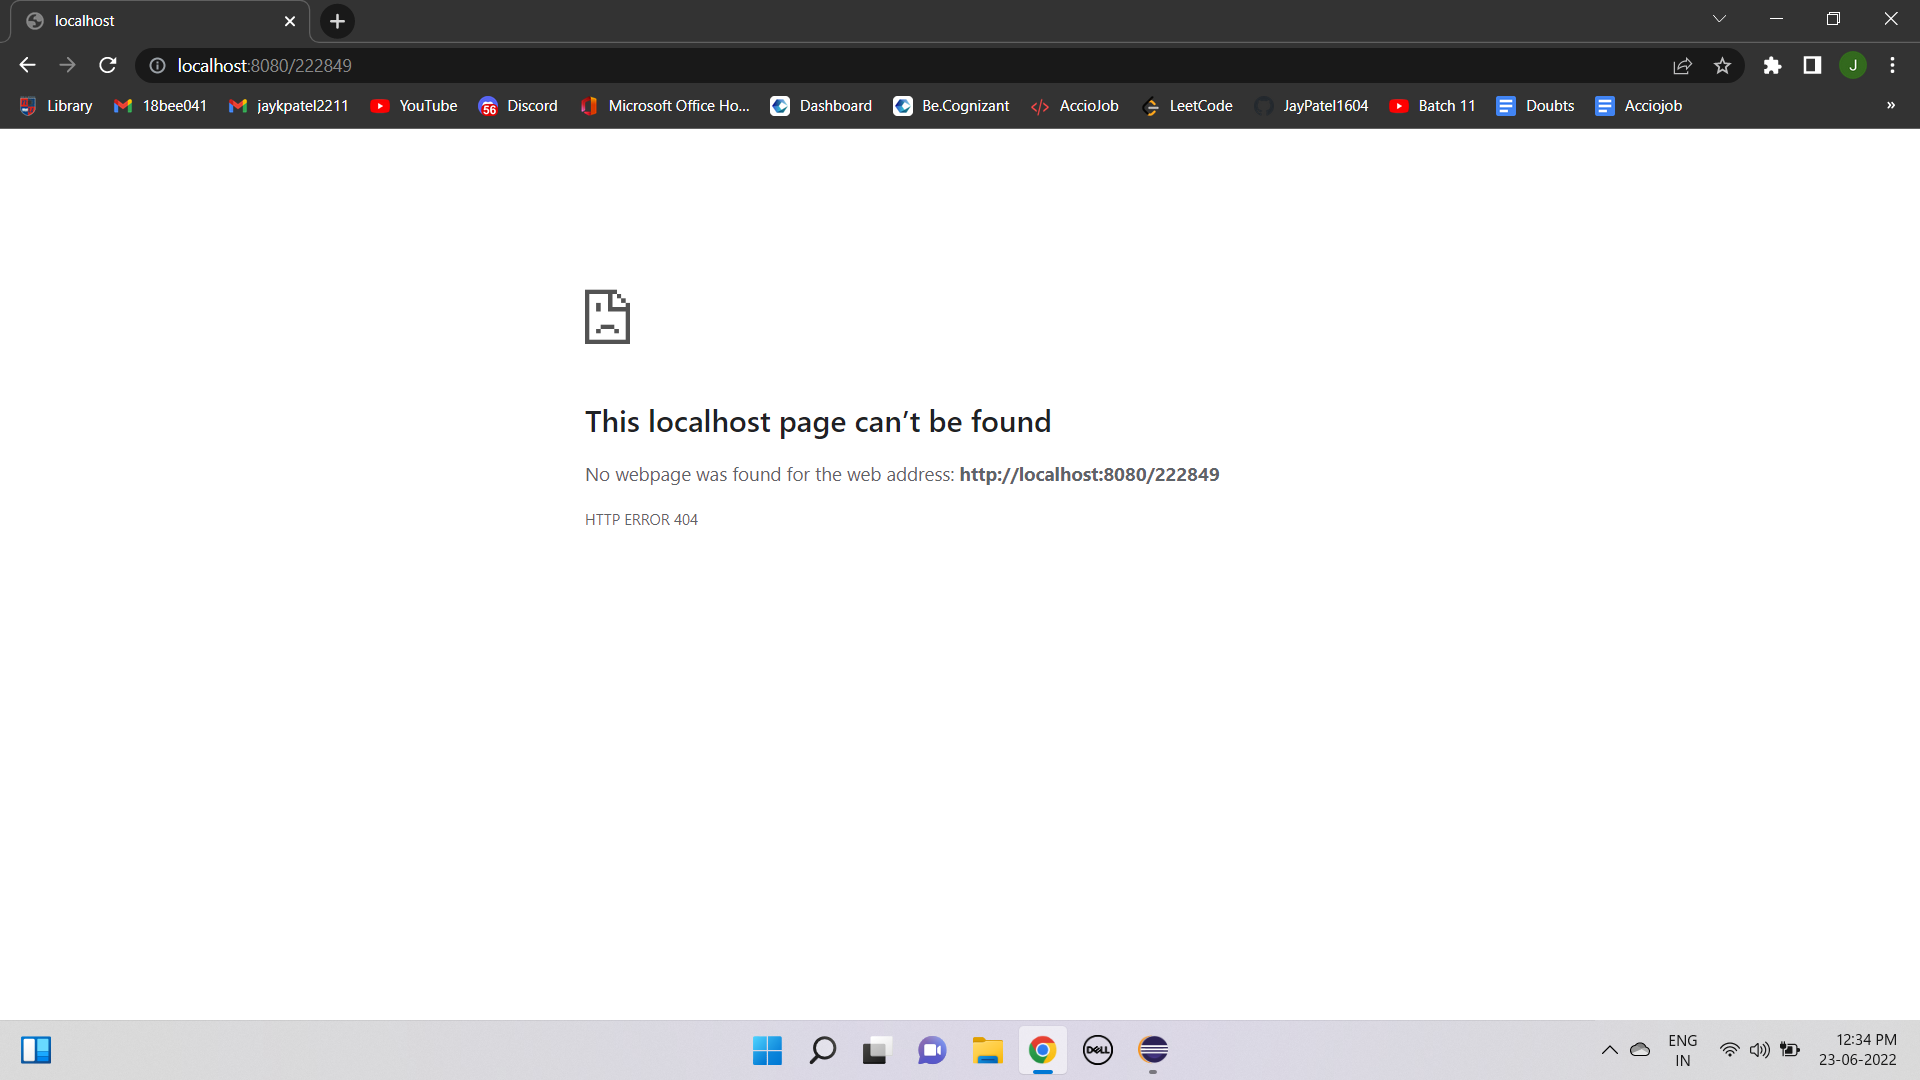 localhost
localhost:8080/222849
J
Library
18bee041
jaykpatel2211
YouTube
56
Discord
Microsoft Office Ho...
Dashboard
Be.Cognizant
AccioJob
LeetCode
JayPatel1604
Batch 11
Doubts
Acciojob
»
This localhost page can’t be found
No webpage was found for the web address: http://localhost:8080/222849
HTTP ERROR 404
DELL
ENG
IN
12:34 PM
23-06-2022